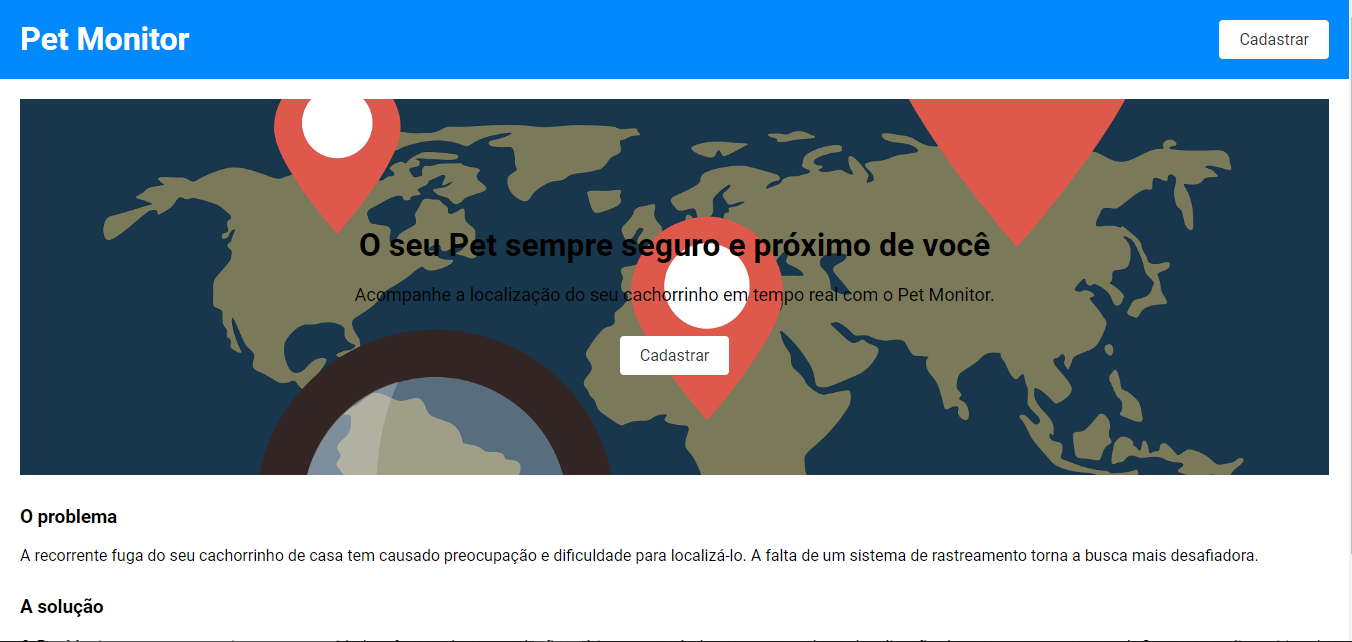 Pet Monitor
Cadastrar
O seu Pet sempre seguro e próximo de você
Acompanhe a localização do seu cachorrinho em tempo real com o Pet Monitor.
Cadastrar
O problema
A recorrente fuga do seu cachorrinho de casa tem causado preocupação e dificuldade para localizá-lo. A falta de um sistema de rastreamento torna a busca mais desafiadora.
A solução